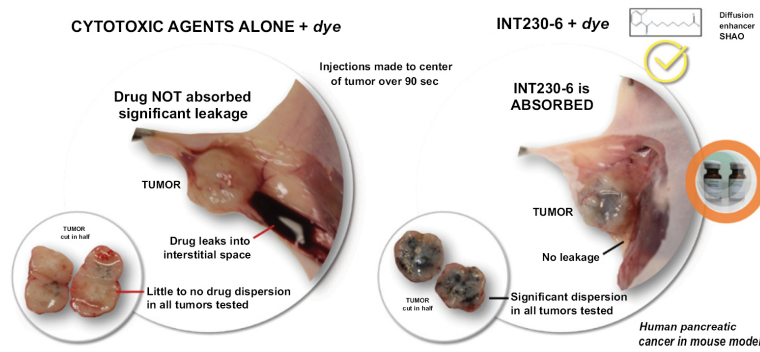 CYTOTOXIC AGENTS ALONE + dye
Injections made to center
of tumor over 90 sec
Drug NOT absorbed
significant leakage
TUMOR
Drug leaks into
interstitial space
TUMOR
cut in half
Little to no drug dispersion
in all tumors tested
INT230-6 + dye
Diffusion
enhancer
SHAO
INT230-6 is
ABSORBED
TUMOR
No leakage
TUMOR
cut in half
Significant dispersion
in all tumors tested
Human pancreatic
cancer in mouse model